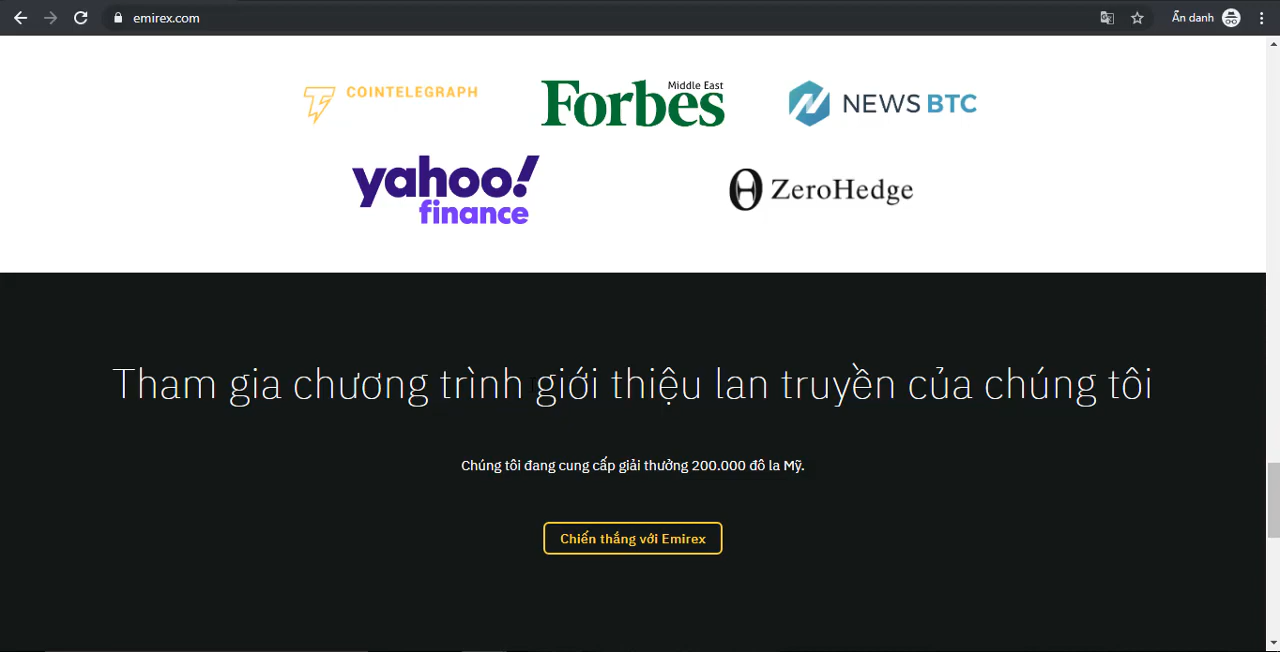 emirex.com
Ẩn danh
COINTELEGRAPH
Middle East
Forbes
NEWS BTC
yahoo!
finance
ZeroHedge
Tham gia chương trình giới thiệu lan truyền của chúng tôi
Chúng tôi đang cung cấp giải thưởng 200.000 đô la Mỹ.
Chiến thắng với Emirex